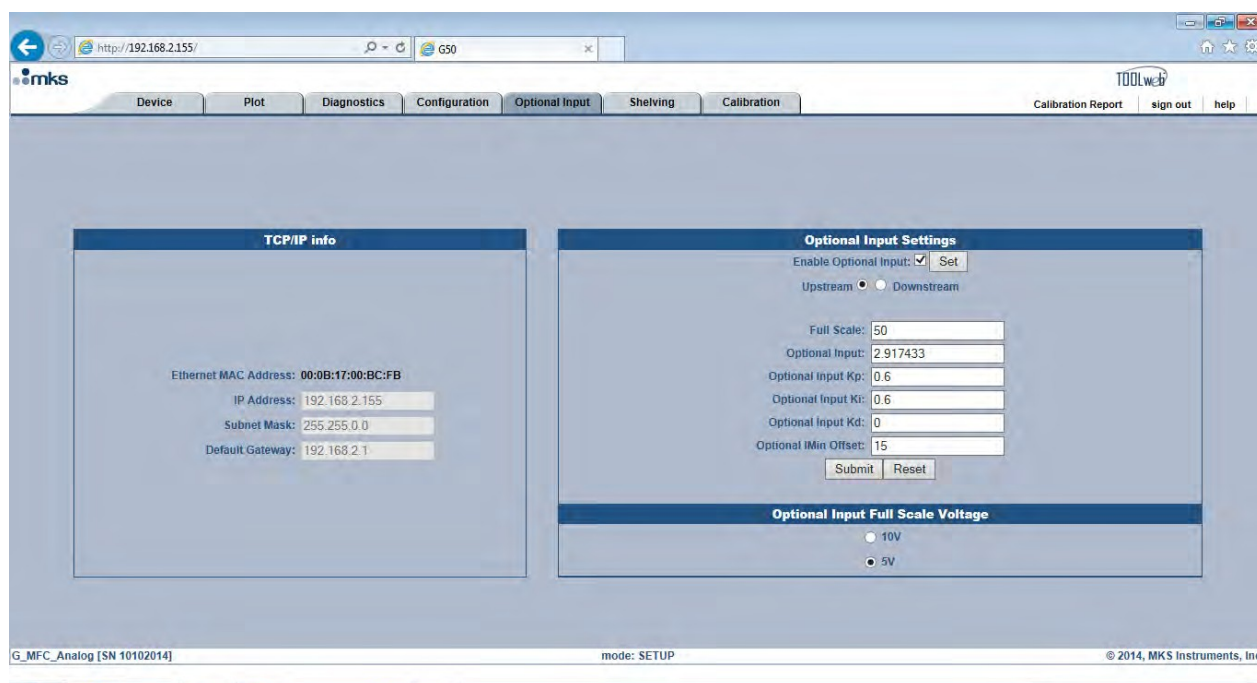 http://192.168.2.155/
G50
mks
TOOLweb
Device Plot Diagnostics Configuration Optional Input Shelving Calibration
Calibration Report sign out help
TCP/IP info
Ethernet MAC Address: 00:0B:17:00:BC:FB
IP Address: 192.168.2.155
Subnet Mask: 255.255.0.0
Default Gateway: 192.168.2.1
Optional Input Settings
Enable Optional Input: Set
Upstream Downstream
Full Scale: 50
Optional Input: 2.917433
Optional Input Kp: 0.6
Optional Input Ki: 0.6
Optional Input Kd: 0
Optional IMin Offset: 15
Submit Reset
Optional Input Full Scale Voltage
10V
5V
G_MFC_Analog [SN 10102014] mode: SETUP © 2014, MKS Instruments, In